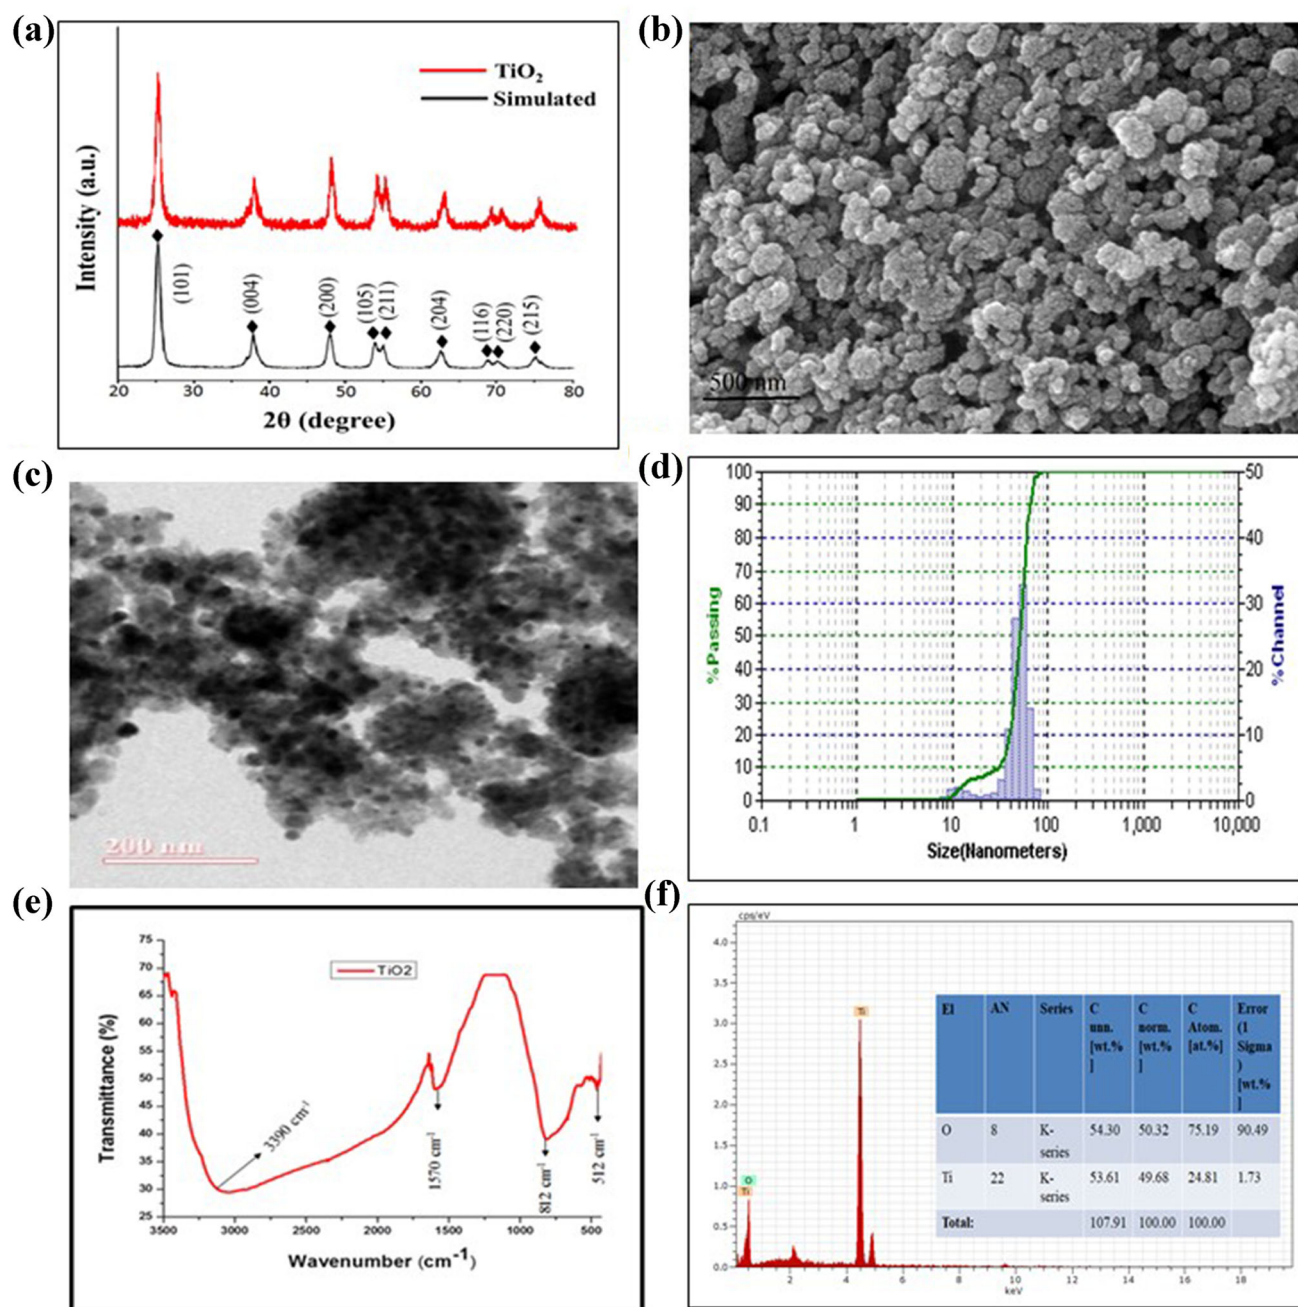 (a)
TiO2
Simulated
Intensity (a.u.)
(101)
(004)
(200)
(105)
(211)
(204)
(116)
(220)
(215)
20 30 40 50 60 70 80
2θ (degree)
(b)
500 nm
(c)
200 nm
(d)
100
90
80
70
60
50
40
30
20
10
0
%Passing
50
40
30
20
10
0
%Channel
0.1 1 10 100 1,000 10,000
Size(Nanometers)
(e)
75
70
65
60
55
50
45
40
35
30
25
Transmittance (%)
TiO2
3390 cm-1
1570 cm-1
812 cm-1
512 cm-1
3500 3000 2500 2000 1500 1000 500
Wavenumber (cm-1)
(f)
cps/eV
4.0
3.5
3.0
2.5
2.0
1.5
1.0
0.5
0.0
Ti
O
Ti
2 4 6 8 10 12 14 16 18
keV
El AN Series C unn. [wt.%] C norm. [wt.%] C Atom. [at.%] Error (1 Sigma) [wt.%]
O 8 K-series 54.30 50.32 75.19 90.49
Ti 22 K-series 53.61 49.68 24.81 1.73
Total: 107.91 100.00 100.00